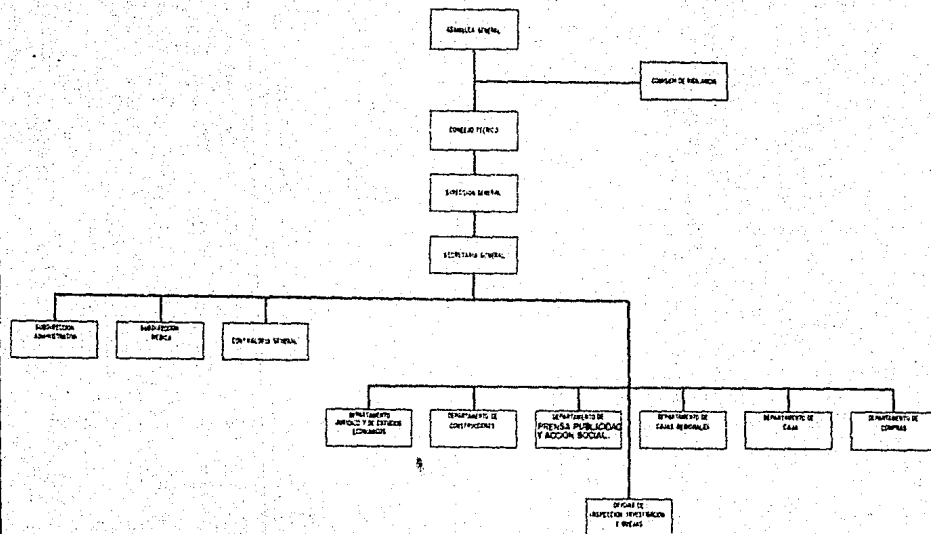 ASAMBLEA GENERAL
COMISION DE VIGILANCIA
CONSEJO TECNICO
DIRECCION GENERAL
SECRETARIA GENERAL
SUBDIRECCION
ADMINISTRATIVA
SUBDIRECCION
MEDICA
CONTRALORIA GENERAL
DEPARTAMENTO
JURIDICO Y DE ESTUDIOS
ECONOMICOS
DEPARTAMENTO DE
CONSTRUCCIONES
DEPARTAMENTO DE
PRENSA PUBLICIDAD
Y ACCION SOCIAL.
DEPARTAMENTO DE
CAJAS REGIONALES
DEPARTAMENTO DE
CAJA
DEPARTAMENTO DE
COMPRAS
OFICINA DE
INSPECCION INVESTIGACION
E QUEJAS